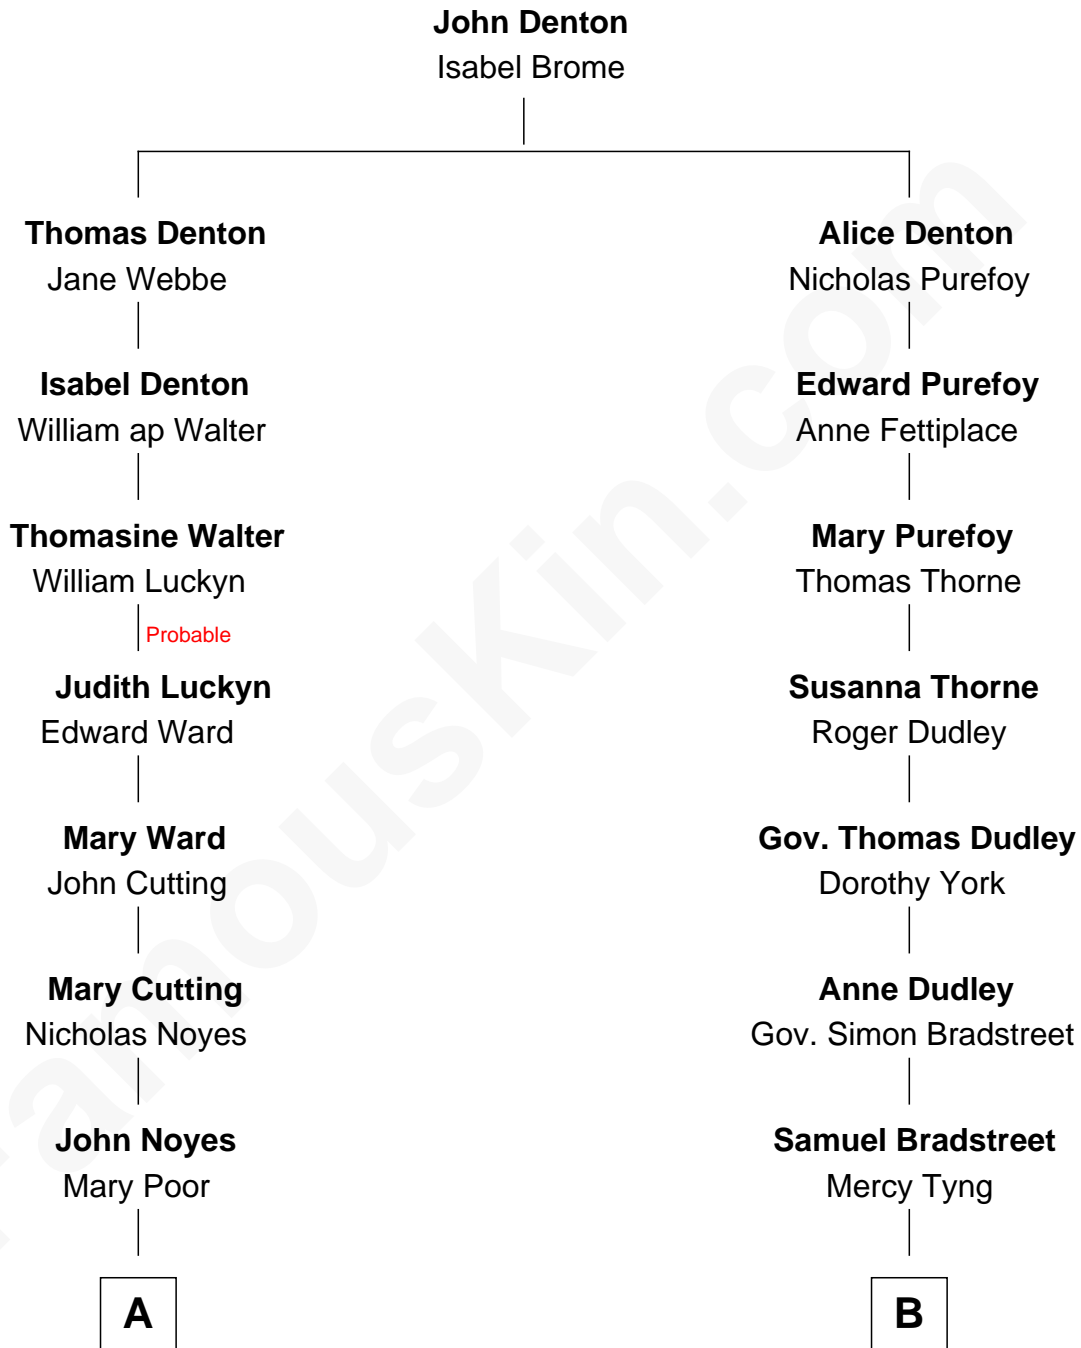 John Denton
Isabel Brome
Thomas Denton
Jane Webbe
Alice Denton
Nicholas Purefoy
Isabel Denton
William ap Walter
Edward Purefoy
Anne Fettiplace
Thomasine Walter
William Luckyn
Mary Purefoy
Thomas Thorne
Probable
Judith Luckyn
Edward Ward
Susanna Thorne
Roger Dudley
Mary Ward
John Cutting
Gov. Thomas Dudley
Dorothy York
Mary Cutting
Nicholas Noyes
Anne Dudley
Gov. Simon Bradstreet
John Noyes
Mary Poor
Samuel Bradstreet
Mercy Tyng
A
B
FamousKin.com